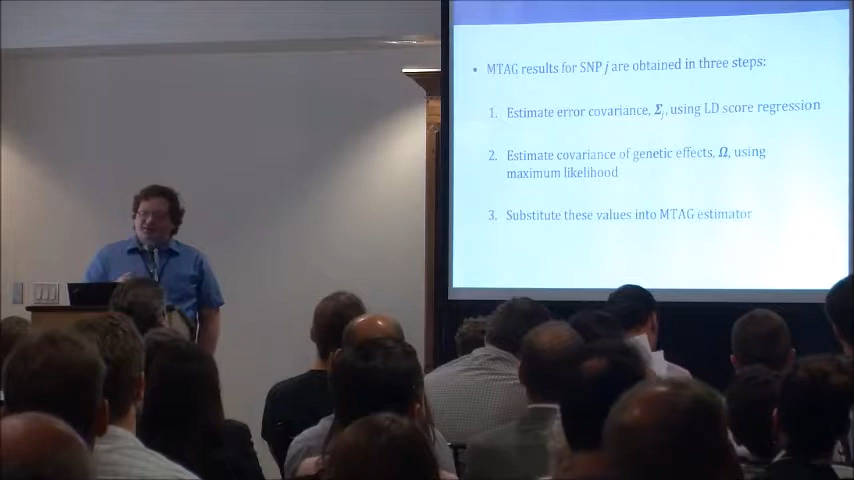 • MTAG results for SNP j are obtained in three steps:
1. Estimate error covariance, Σj, using LD score regression
2. Estimate covariance of genetic effects, Ω, using
maximum likelihood
3. Substitute these values into MTAG estimator